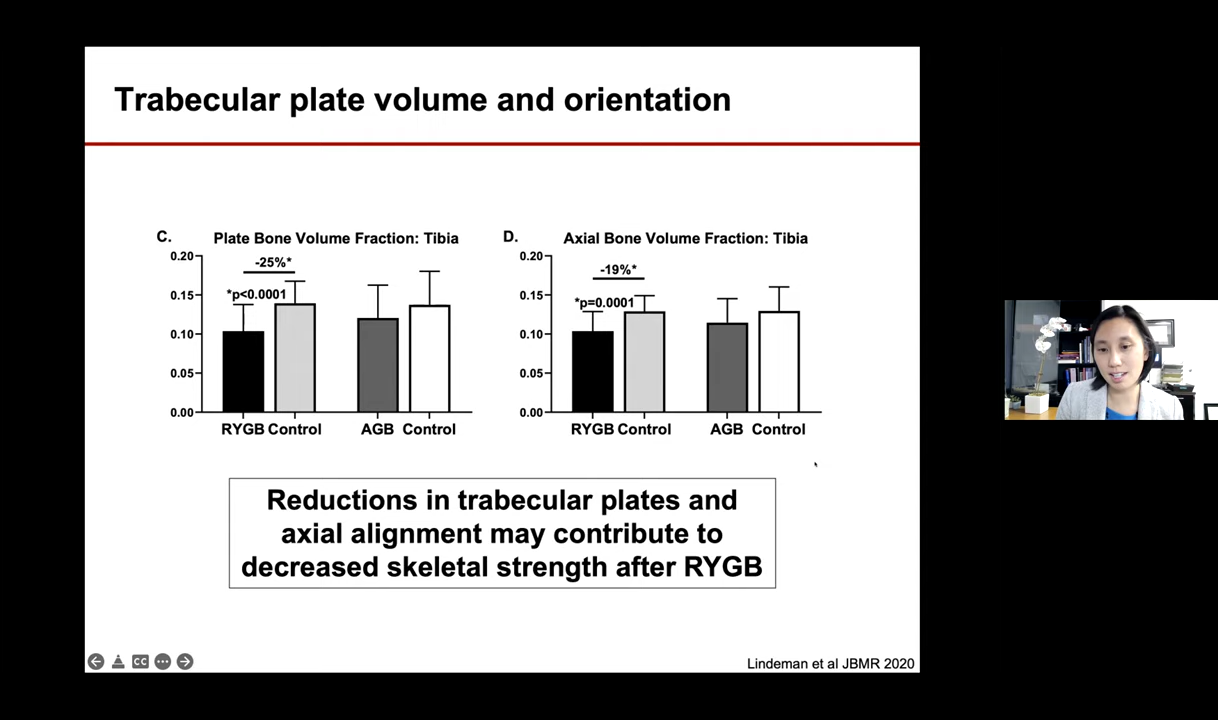 Trabecular plate volume and orientation
C.
Plate Bone Volume Fraction: Tibia
0.20
0.15
0.10
0.05
0.00
-25%*
*p<0.0001
RYGB Control
AGB Control
D.
Axial Bone Volume Fraction: Tibia
0.20
0.15
0.10
0.05
0.00
-19%*
*p=0.0001
RYGB Control
AGB Control
Reductions in trabecular plates and
axial alignment may contribute to
decreased skeletal strength after RYGB
CC
Lindeman et al JBMR 2020